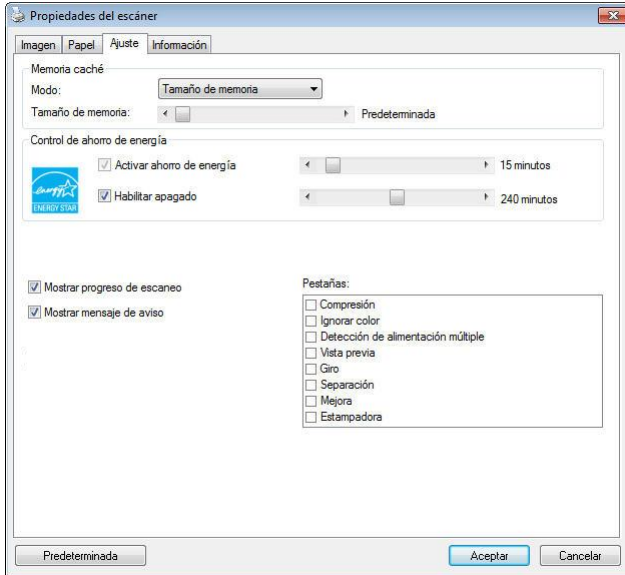 Propiedades del escáner
Imagen Papel Ajuste Información
Memoria caché
Modo: Tamaño de memoria
Tamaño de memoria: Predeterminada
Control de ahorro de energía
Activar ahorro de energía 15 minutos
Habilitar apagado 240 minutos
energy
ENERGY STAR
Mostrar progreso de escaneo
Mostrar mensaje de aviso
Pestañas:
Compresión
Ignorar color
Detección de alimentación múltiple
Vista previa
Giro
Separación
Mejora
Estampadora
Predeterminada Aceptar Cancelar